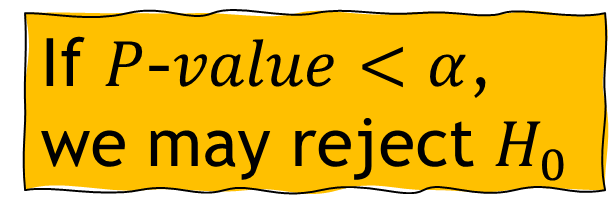 If P-value < α,
we may reject H₀